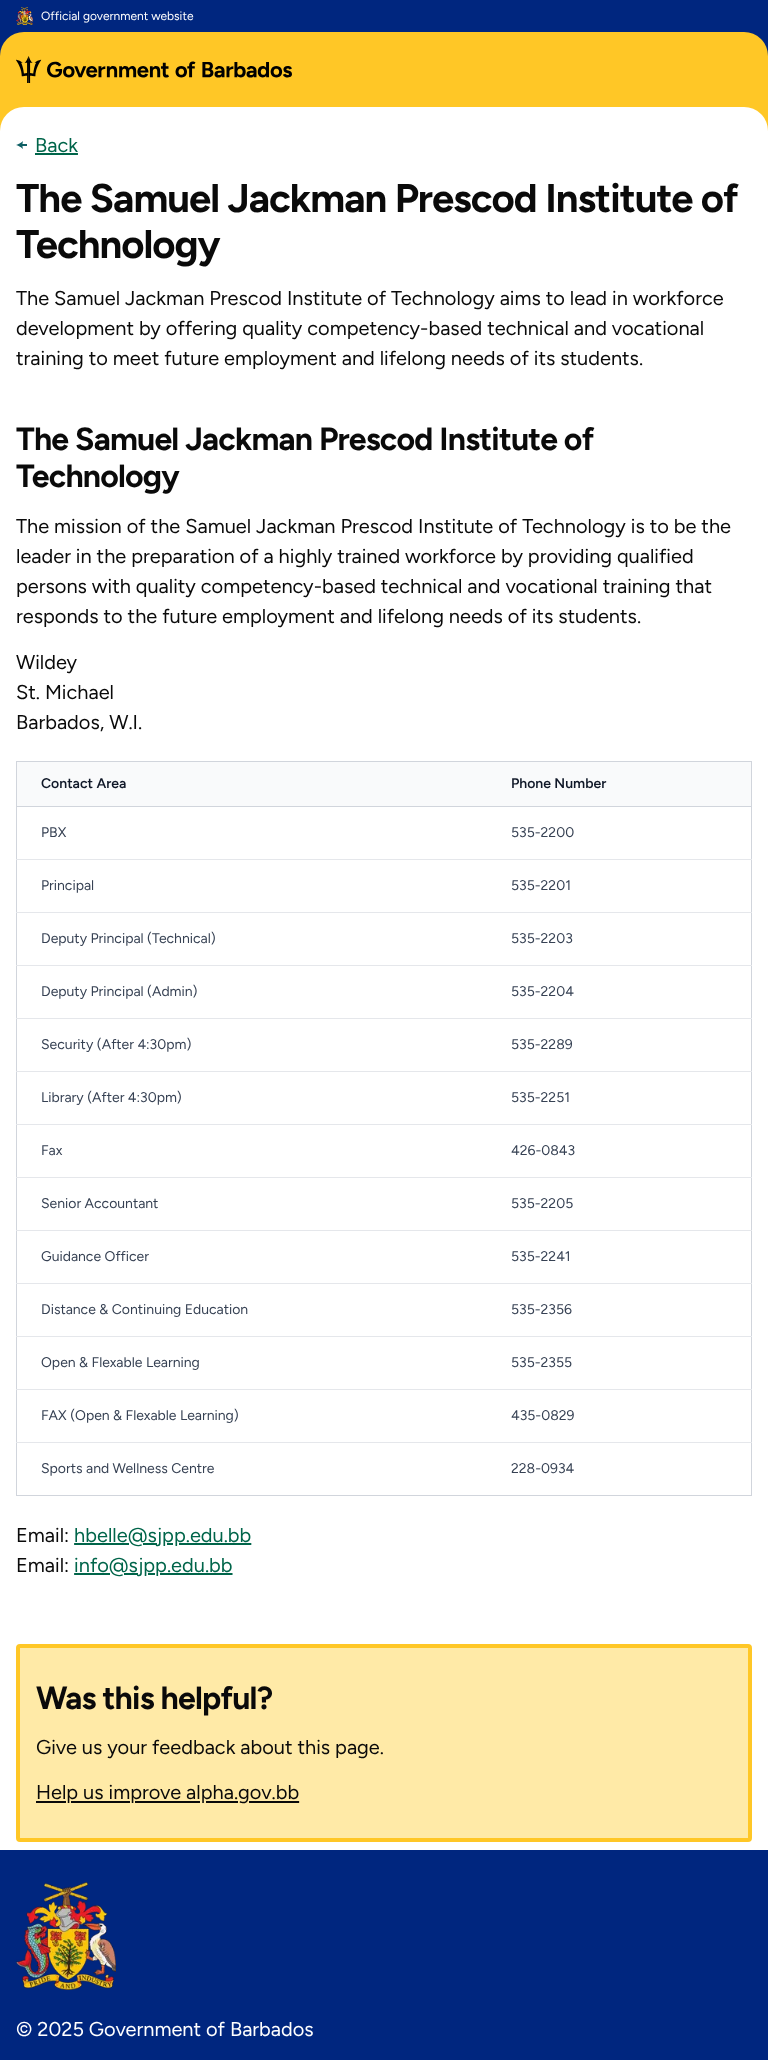 Official government website
Government of Barbados
← Back
The Samuel Jackman Prescod Institute of
Technology
The Samuel Jackman Prescod Institute of Technology aims to lead in workforce
development by offering quality competency-based technical and vocational
training to meet future employment and lifelong needs of its students.
The Samuel Jackman Prescod Institute of
Technology
The mission of the Samuel Jackman Prescod Institute of Technology is to be the
leader in the preparation of a highly trained workforce by providing qualified
persons with quality competency-based technical and vocational training that
responds to the future employment and lifelong needs of its students.
Wildey
St. Michael
Barbados, W.I.
Contact Area Phone Number
PBX 535-2200
Principal 535-2201
Deputy Principal (Technical) 535-2203
Deputy Principal (Admin) 535-2204
Security (After 4:30pm) 535-2289
Library (After 4:30pm) 535-2251
Fax 426-0843
Senior Accountant 535-2205
Guidance Officer 535-2241
Distance & Continuing Education 535-2356
Open & Flexable Learning 535-2355
FAX (Open & Flexable Learning) 435-0829
Sports and Wellness Centre 228-0934
Email: hbelle@sjpp.edu.bb
Email: info@sjpp.edu.bb
Was this helpful?
Give us your feedback about this page.
Help us improve alpha.gov.bb
PRIDE AND INDUSTRY
© 2025 Government of Barbados